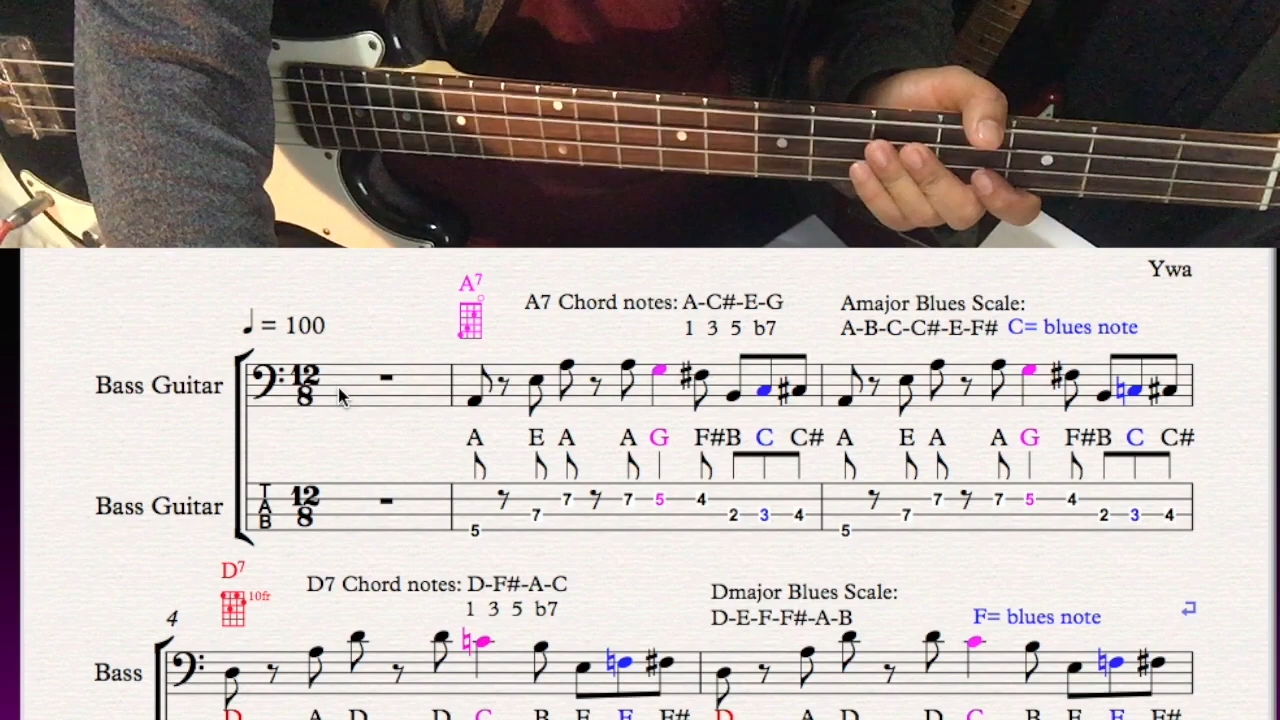 Ywa
A7
A7 Chord notes: A-C#-E-G
1 3 5 b7
Amajor Blues Scale:
A-B-C-C#-E-F# C= blues note
♩ = 100
Bass Guitar
12
8
A E A A G F# B C C# A E A A G F# B C C#
Bass Guitar
T
A
B
12
8
5 7 7 7 5 4 2 3 4 5 7 7 7 5 4 2 3 4
D7
10fr
D7 Chord notes: D-F#-A-C
1 3 5 b7
Dmajor Blues Scale:
D-E-F-F#-A-B F= blues note
4
Bass
D A D D C B E F F# D A D D C B E F F#